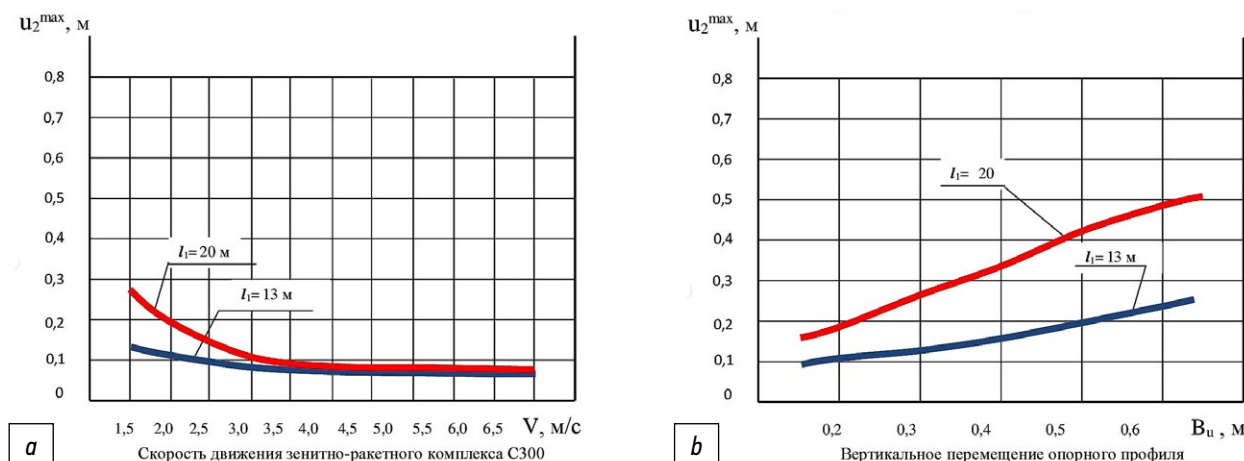 u₂ᵐᵃˣ, м
0,8
0,7
0,6
0,5
0,4
0,3
0,2
0,1
0
l₁= 20 м
l₁= 13 м
1,5 2,0 2,5 3,0 3,5 4,0 4,5 5,0 5,5 6,0 6,5 V, м/с
Скорость движения зенитно-ракетного комплекса С300
a
u₂ᵐᵃˣ, м
0,8
0,7
0,6
0,5
0,4
0,3
0,2
0,1
0
l₁= 20
l₁= 13 м
0,2 0,3 0,4 0,5 0,6 Bᵤ , м
Вертикальное перемещение опорного профиля
b